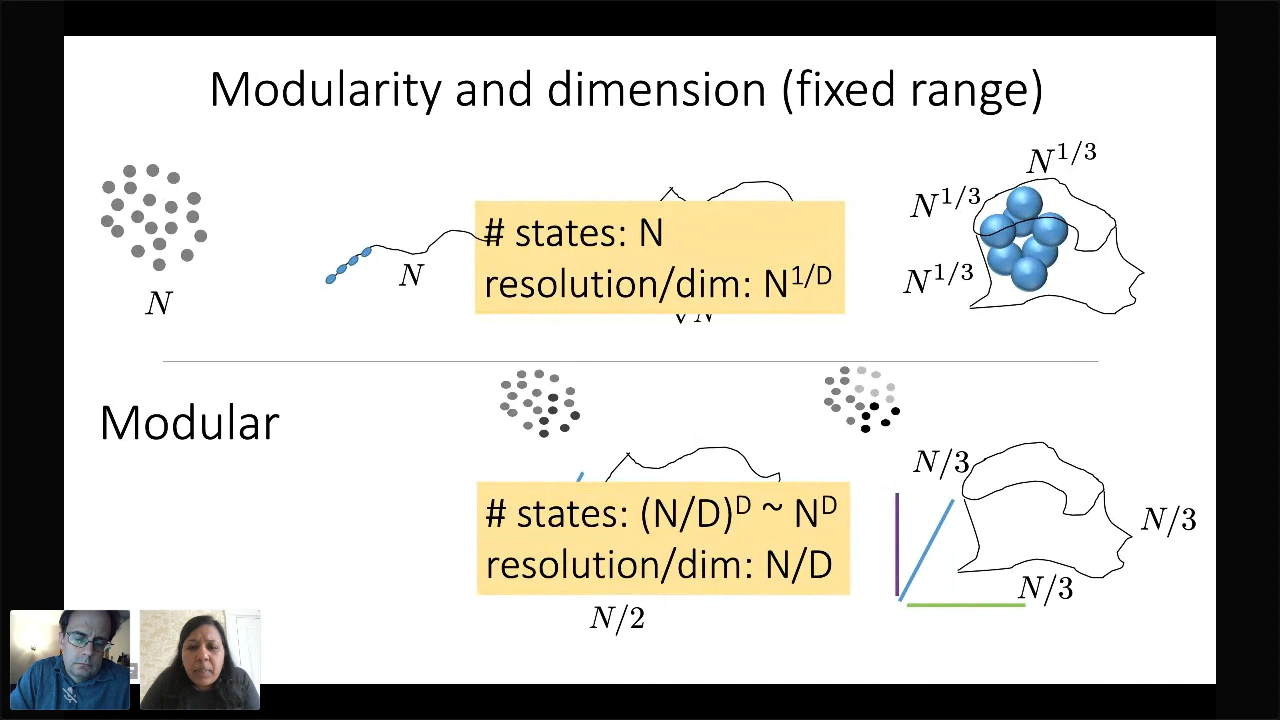 Modularity and dimension (fixed range)
N^{1/3}
N^{1/3}
# states: N
N
resolution/dim: N^{1/D}
N^{1/3}
N
√N
Modular
N/3
# states: (N/D)^D ~ N^D
N/3
resolution/dim: N/D
N/3
N/2